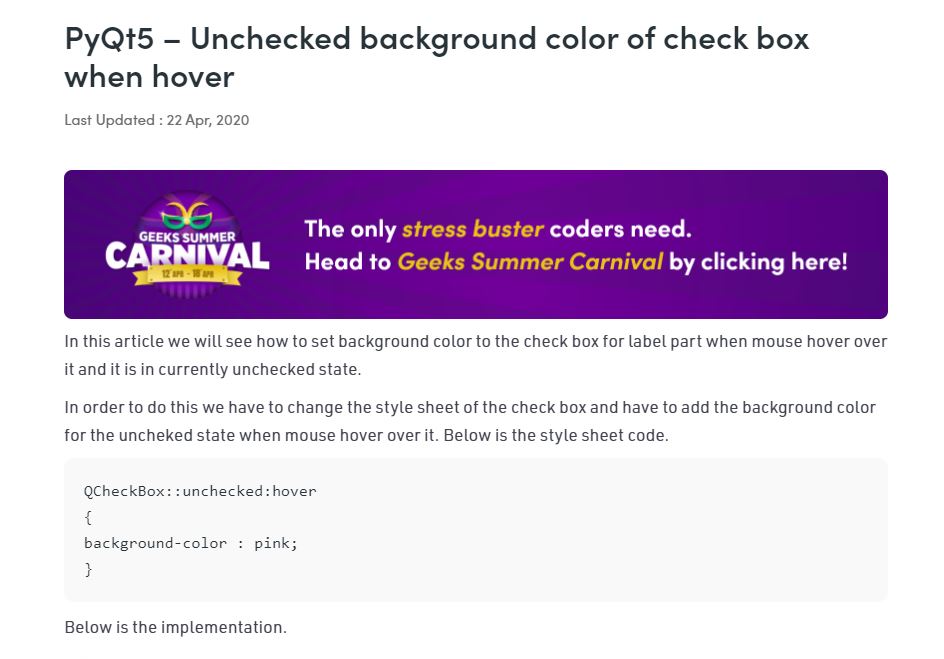 PyQt5 – Unchecked background color of check box
when hover
Last Updated : 22 Apr, 2020
GEEKS SUMMER
CARNIVAL
12 APR - 18 APR
The only stress buster coders need.
Head to Geeks Summer Carnival by clicking here!
In this article we will see how to set background color to the check box for label part when mouse hover over
it and it is in currently unchecked state.
In order to do this we have to change the style sheet of the check box and have to add the background color
for the uncheked state when mouse hover over it. Below is the style sheet code.
QCheckBox::unchecked:hover
{
background-color : pink;
}
Below is the implementation.